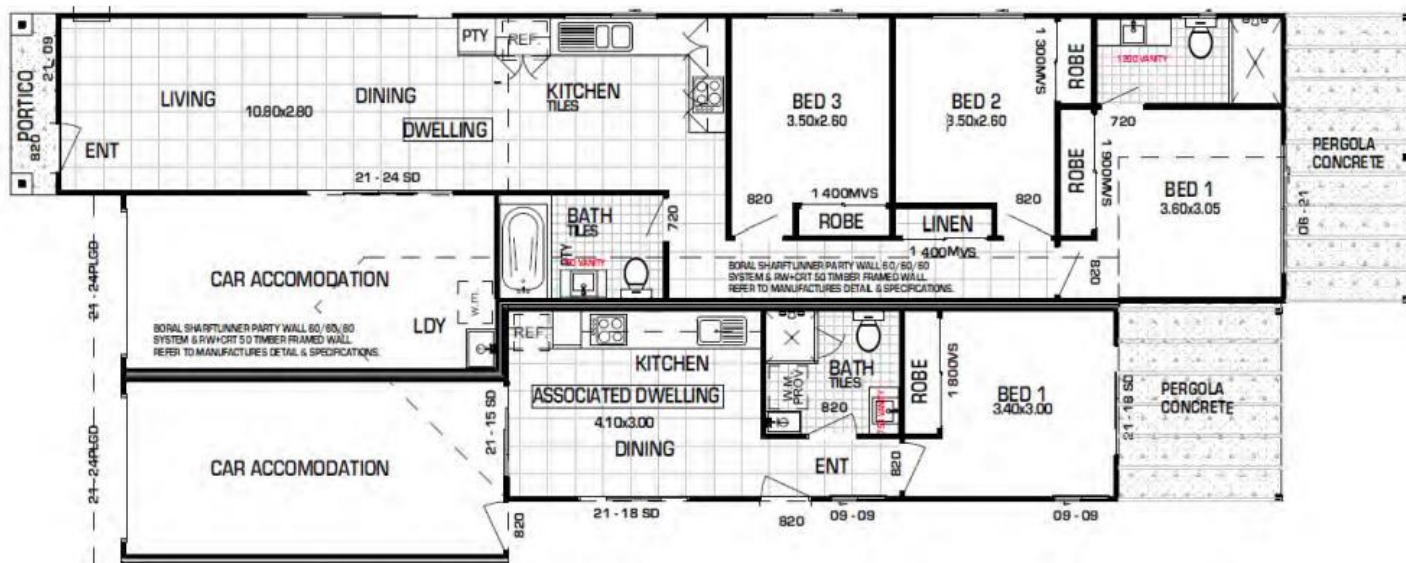 PORTICO
21 - 09
820
ENT
LIVING
10.80x2.80
DINING
DWELLING
21 - 24 SD
PTY
REF.
KITCHEN
TILES
BED 3
3.50x2.60
820
1 400MVS
ROBE
BED 2
3.50x2.60
1 300MVS
ROBE
LINEN
1 400MVS
820
1200 VANITY
720
ROBE
1 900MVS
BED 1
3.60x3.05
820
06 - 21
PERGOLA
CONCRETE
BATH
TILES
720
VANITY
BORAL SHARFTLINNER PARTY WALL 60/60/60
SYSTEM & RW+CRT 50 TIMBER FRAMED WALL.
REFER TO MANUFACTURES DETAIL & SPECIFICATIONS.
21 - 24PLGD
CAR ACCOMODATION
W.m.
LDY
BORAL SHARFTLINNER PARTY WALL 60/60/60
SYSTEM & RW+CRT 50 TIMBER FRAMED WALL.
REFER TO MANUFACTURES DETAIL & SPECIFICATIONS.
21 - 24PLGD
CAR ACCOMODATION
820
21 - 15 SD
REF.
KITCHEN
ASSOCIATED DWELLING
4.10x3.00
DINING
21 - 18 SD
W.M
PROV.
BATH
TILES
820
VANITY
ENT
820
820
09 - 09
ROBE
1 800VS
BED 1
3.40x3.00
09 - 09
21 - 18 SD
PERGOLA
CONCRETE